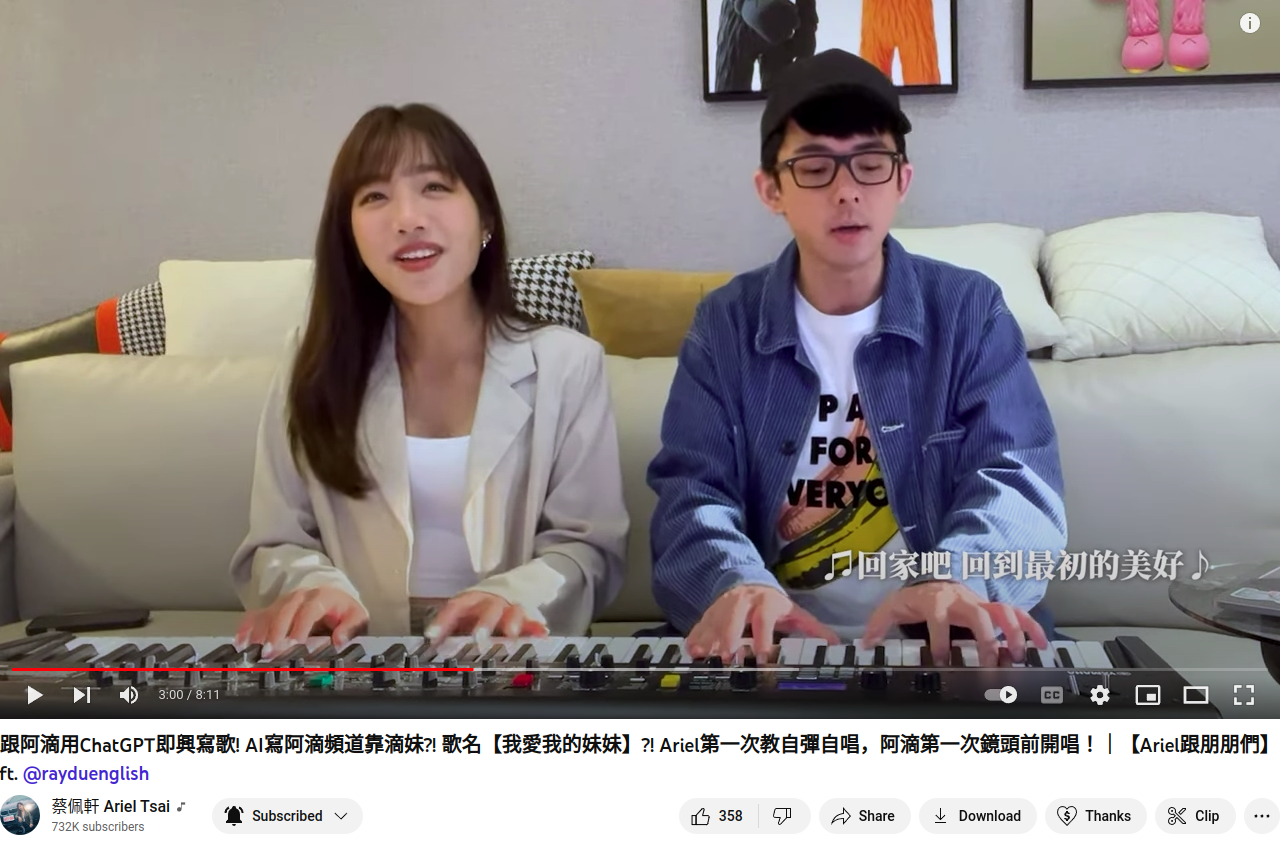 P A
FOR
VERYO
♫回家吧 回到最初的美好♪
3:00 / 8:11
CC
跟阿滴用ChatGPT即興寫歌! AI寫阿滴頻道靠滴妹?! 歌名【我愛我的妹妹】?! Ariel第一次教自彈自唱，阿滴第一次鏡頭前開唱！｜【Ariel跟朋朋們】
ft. @rayduenglish
蔡佩軒 Ariel Tsai
732K subscribers
Subscribed
358
Share
Download
Thanks
Clip